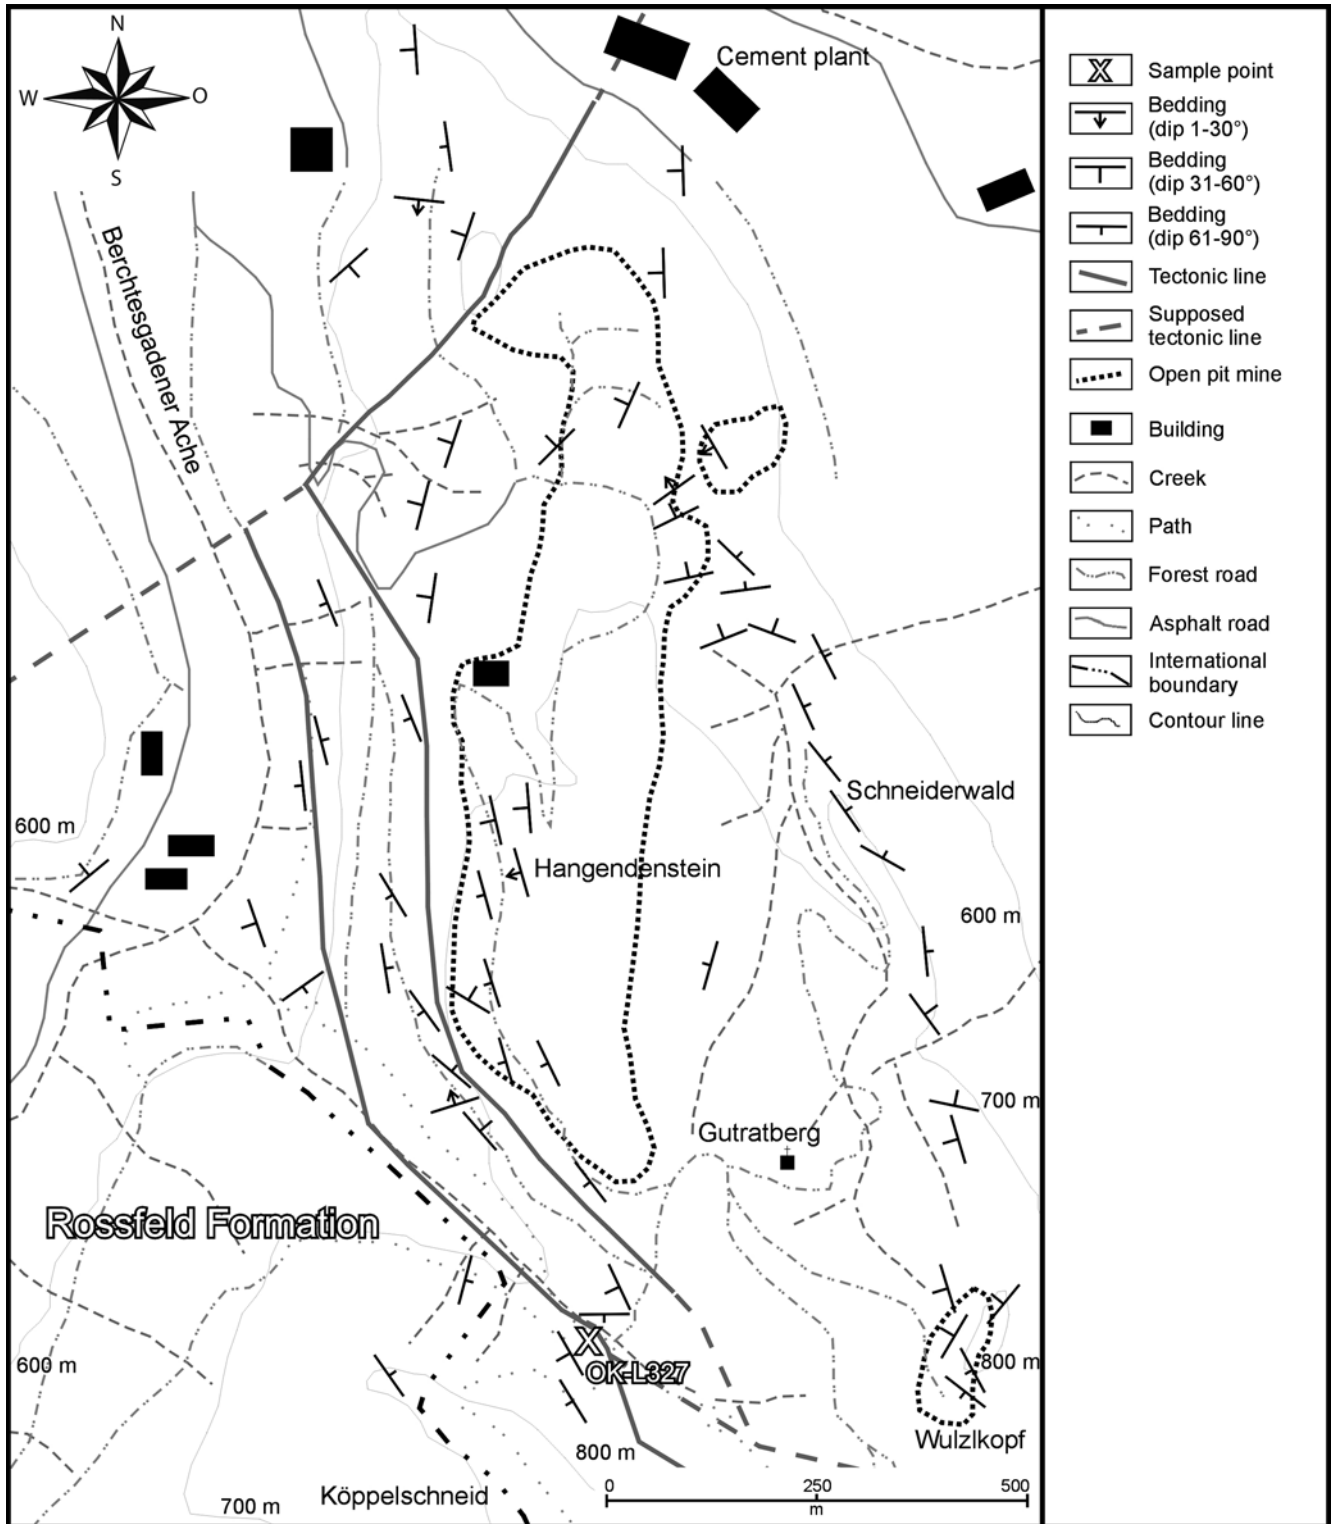 N
W
O
S
Cement plant
Berchtesgadener Ache
600 m
Schneiderwald
Hangendenstein
600 m
700 m
Gutratberg
Rossfeld Formation
600 m
800 m
OK-L327
Wulzlkopf
800 m
Köppelschneid
700 m
0
250
500
m
Sample point
Bedding
(dip 1-30°)
Bedding
(dip 31-60°)
Bedding
(dip 61-90°)
Tectonic line
Supposed
tectonic line
Open pit mine
Building
Creek
Path
Forest road
Asphalt road
International
boundary
Contour line